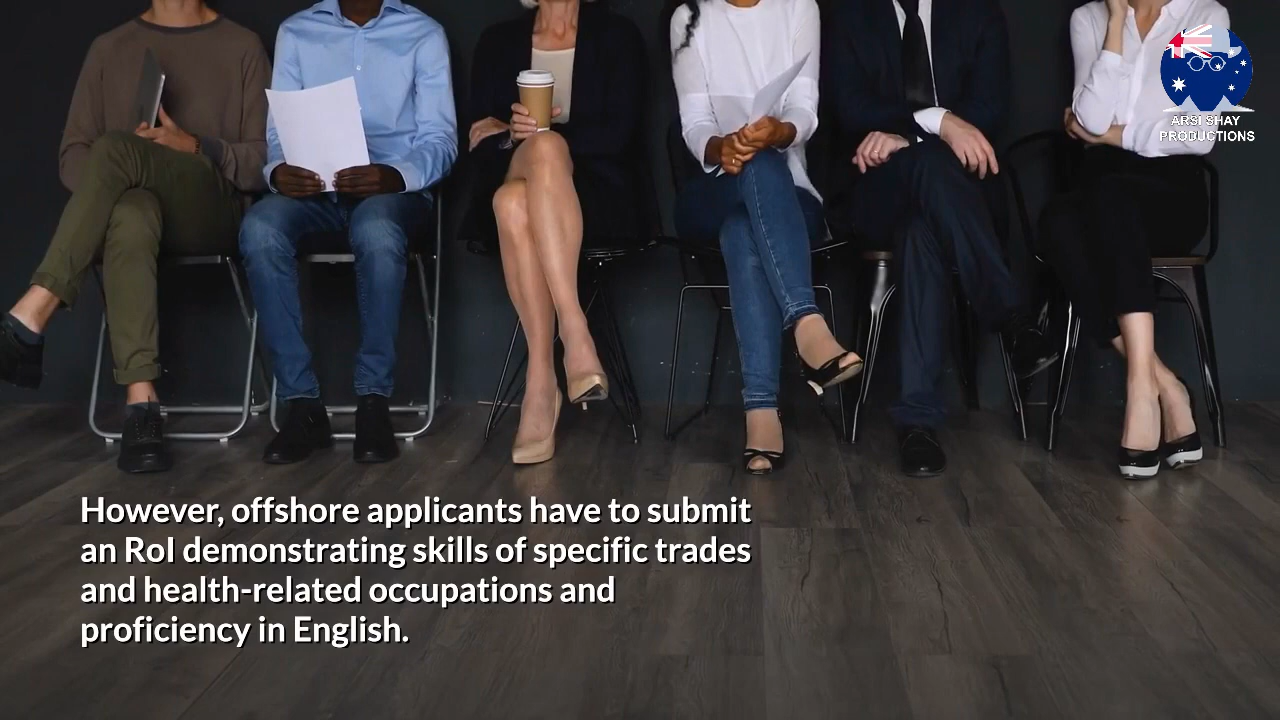 ARSI SHAY
PRODUCTIONS
However, offshore applicants have to submit
an RoI demonstrating skills of specific trades
and health-related occupations and
proficiency in English.